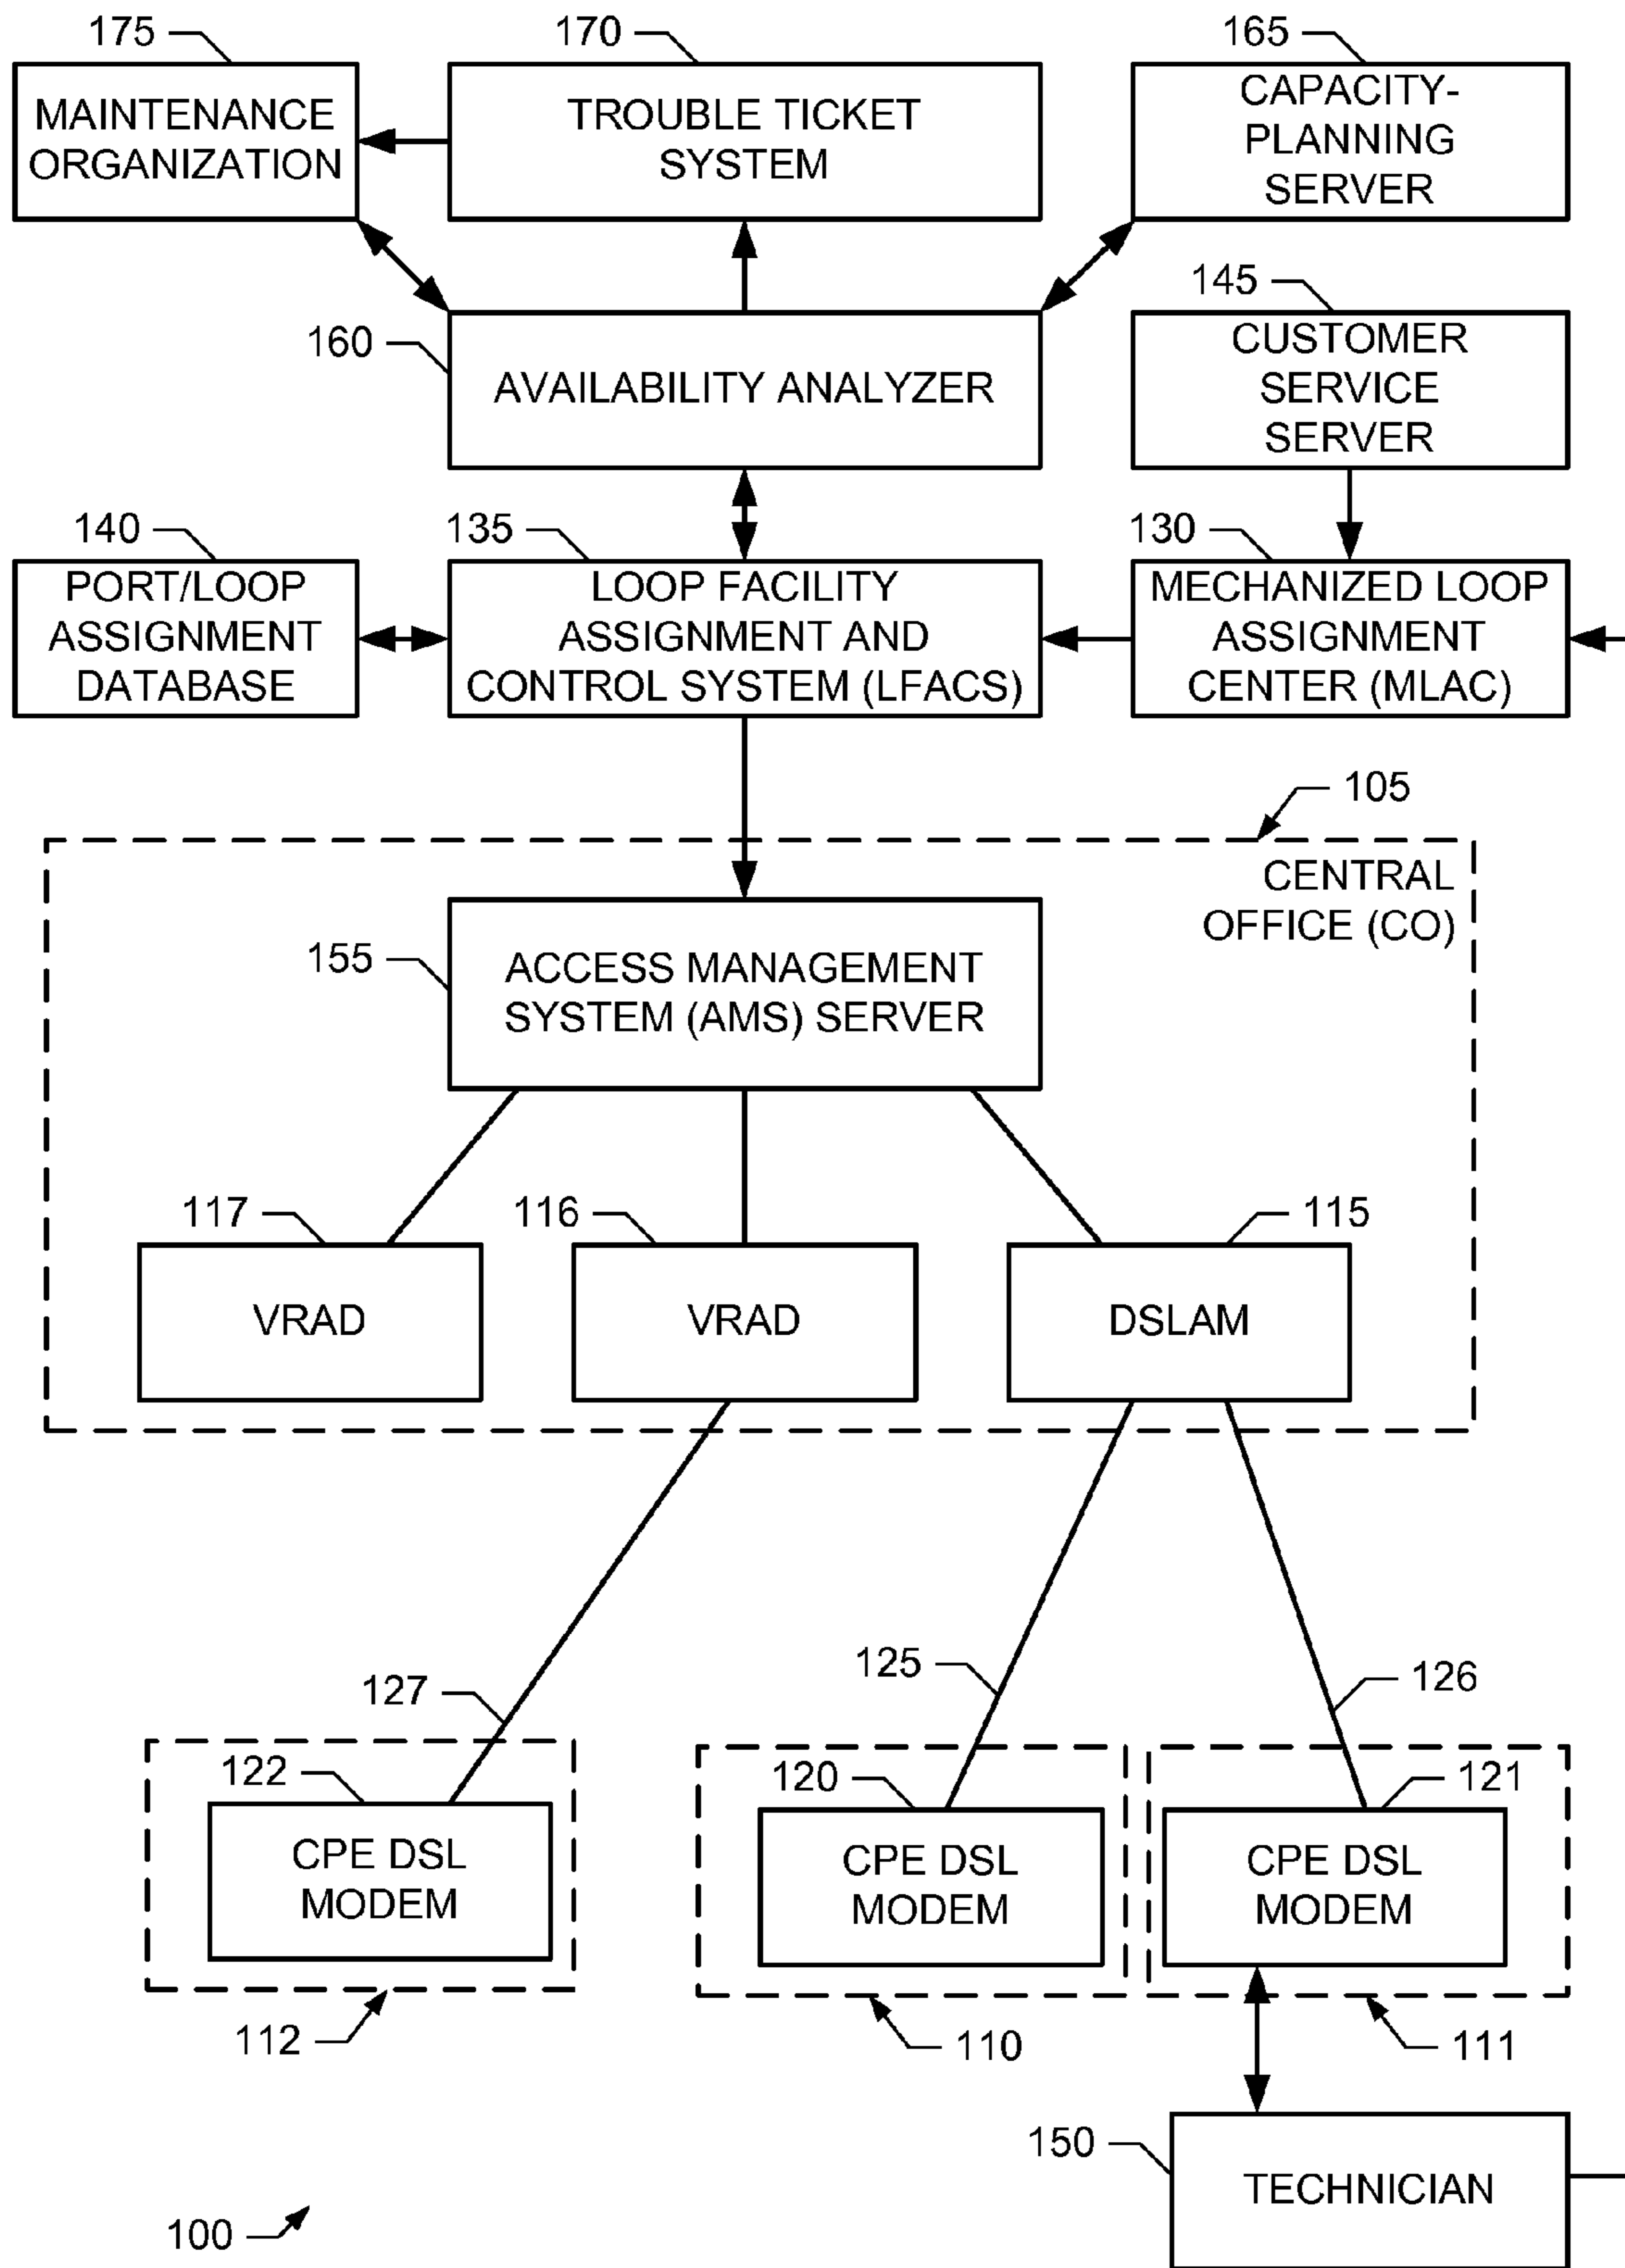 175
170
165
MAINTENANCE
ORGANIZATION
TROUBLE TICKET
SYSTEM
CAPACITY-
PLANNING
SERVER
160
AVAILABILITY ANALYZER
145
CUSTOMER
SERVICE
SERVER
140
135
130
PORT/LOOP
ASSIGNMENT
DATABASE
LOOP FACILITY
ASSIGNMENT AND
CONTROL SYSTEM (LFACS)
MECHANIZED LOOP
ASSIGNMENT
CENTER (MLAC)
105
CENTRAL
OFFICE (CO)
155
ACCESS MANAGEMENT
SYSTEM (AMS) SERVER
117
116
115
VRAD
VRAD
DSLAM
127
125
126
122
120
121
CPE DSL
MODEM
CPE DSL
MODEM
CPE DSL
MODEM
112
110
111
150
TECHNICIAN
100